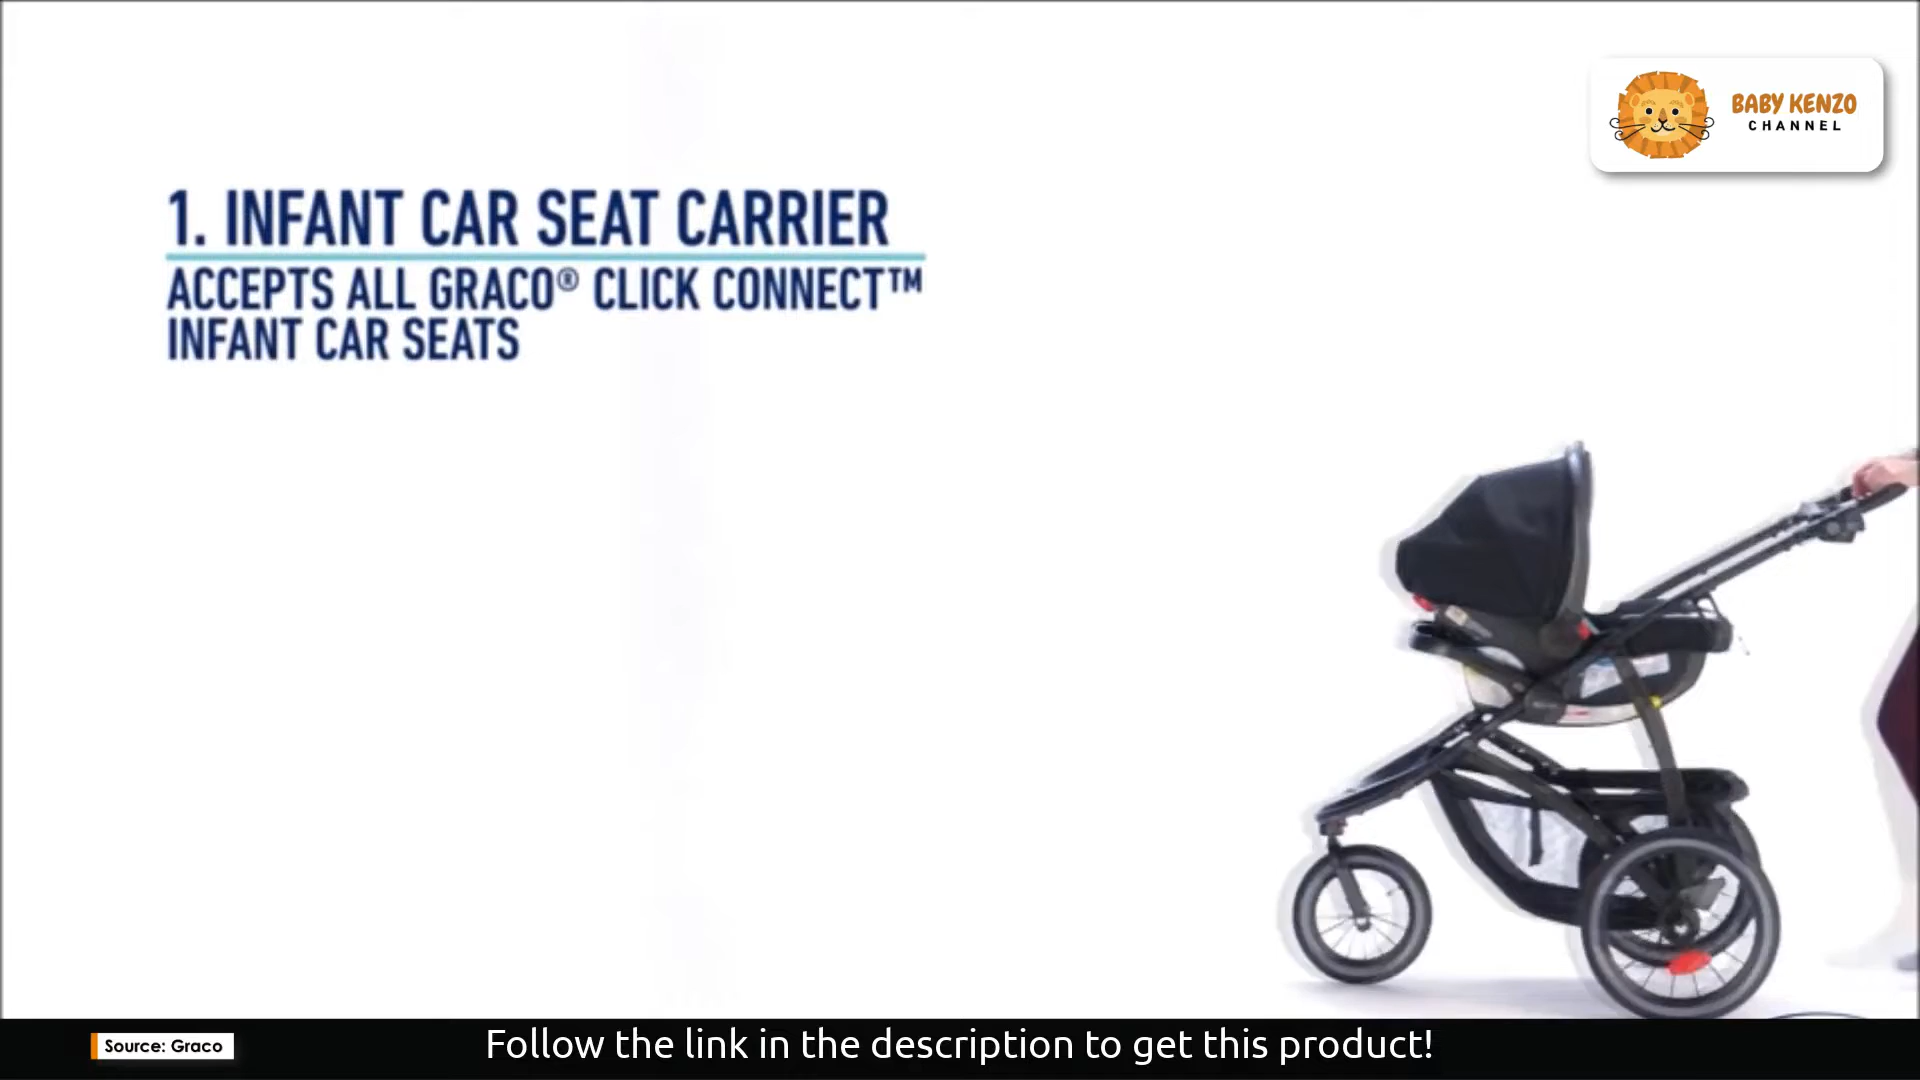 BABY KENZO
CHANNEL
1. INFANT CAR SEAT CARRIER
ACCEPTS ALL GRACO® CLICK CONNECT™
INFANT CAR SEATS
Source: Graco
Follow the link in the description to get this product!